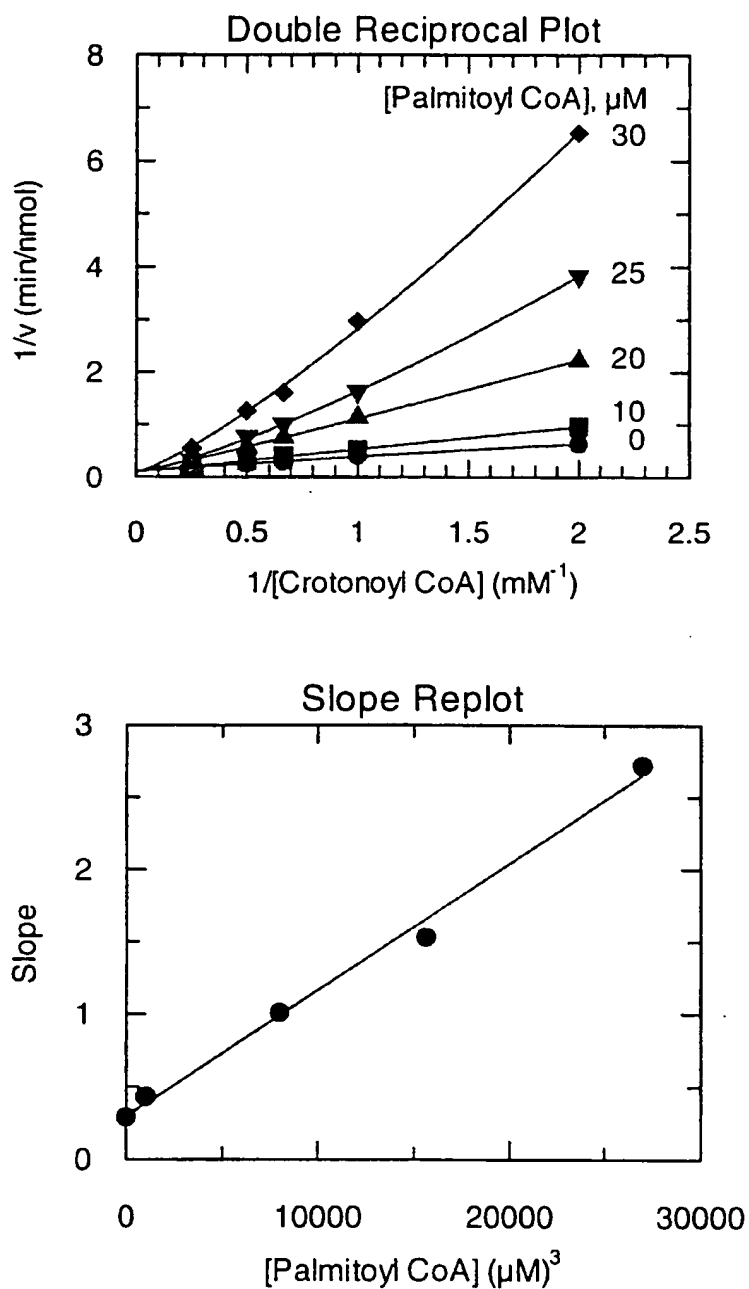 Double Reciprocal Plot
8
6
4
2
0
1/v (min/nmol)
[Palmitoyl CoA], µM
30
25
20
10
0
0 0.5 1 1.5 2 2.5
1/[Crotonoyl CoA] (mM⁻¹)
Slope Replot
3
2
1
0
Slope
0 10000 20000 30000
[Palmitoyl CoA] (µM)³